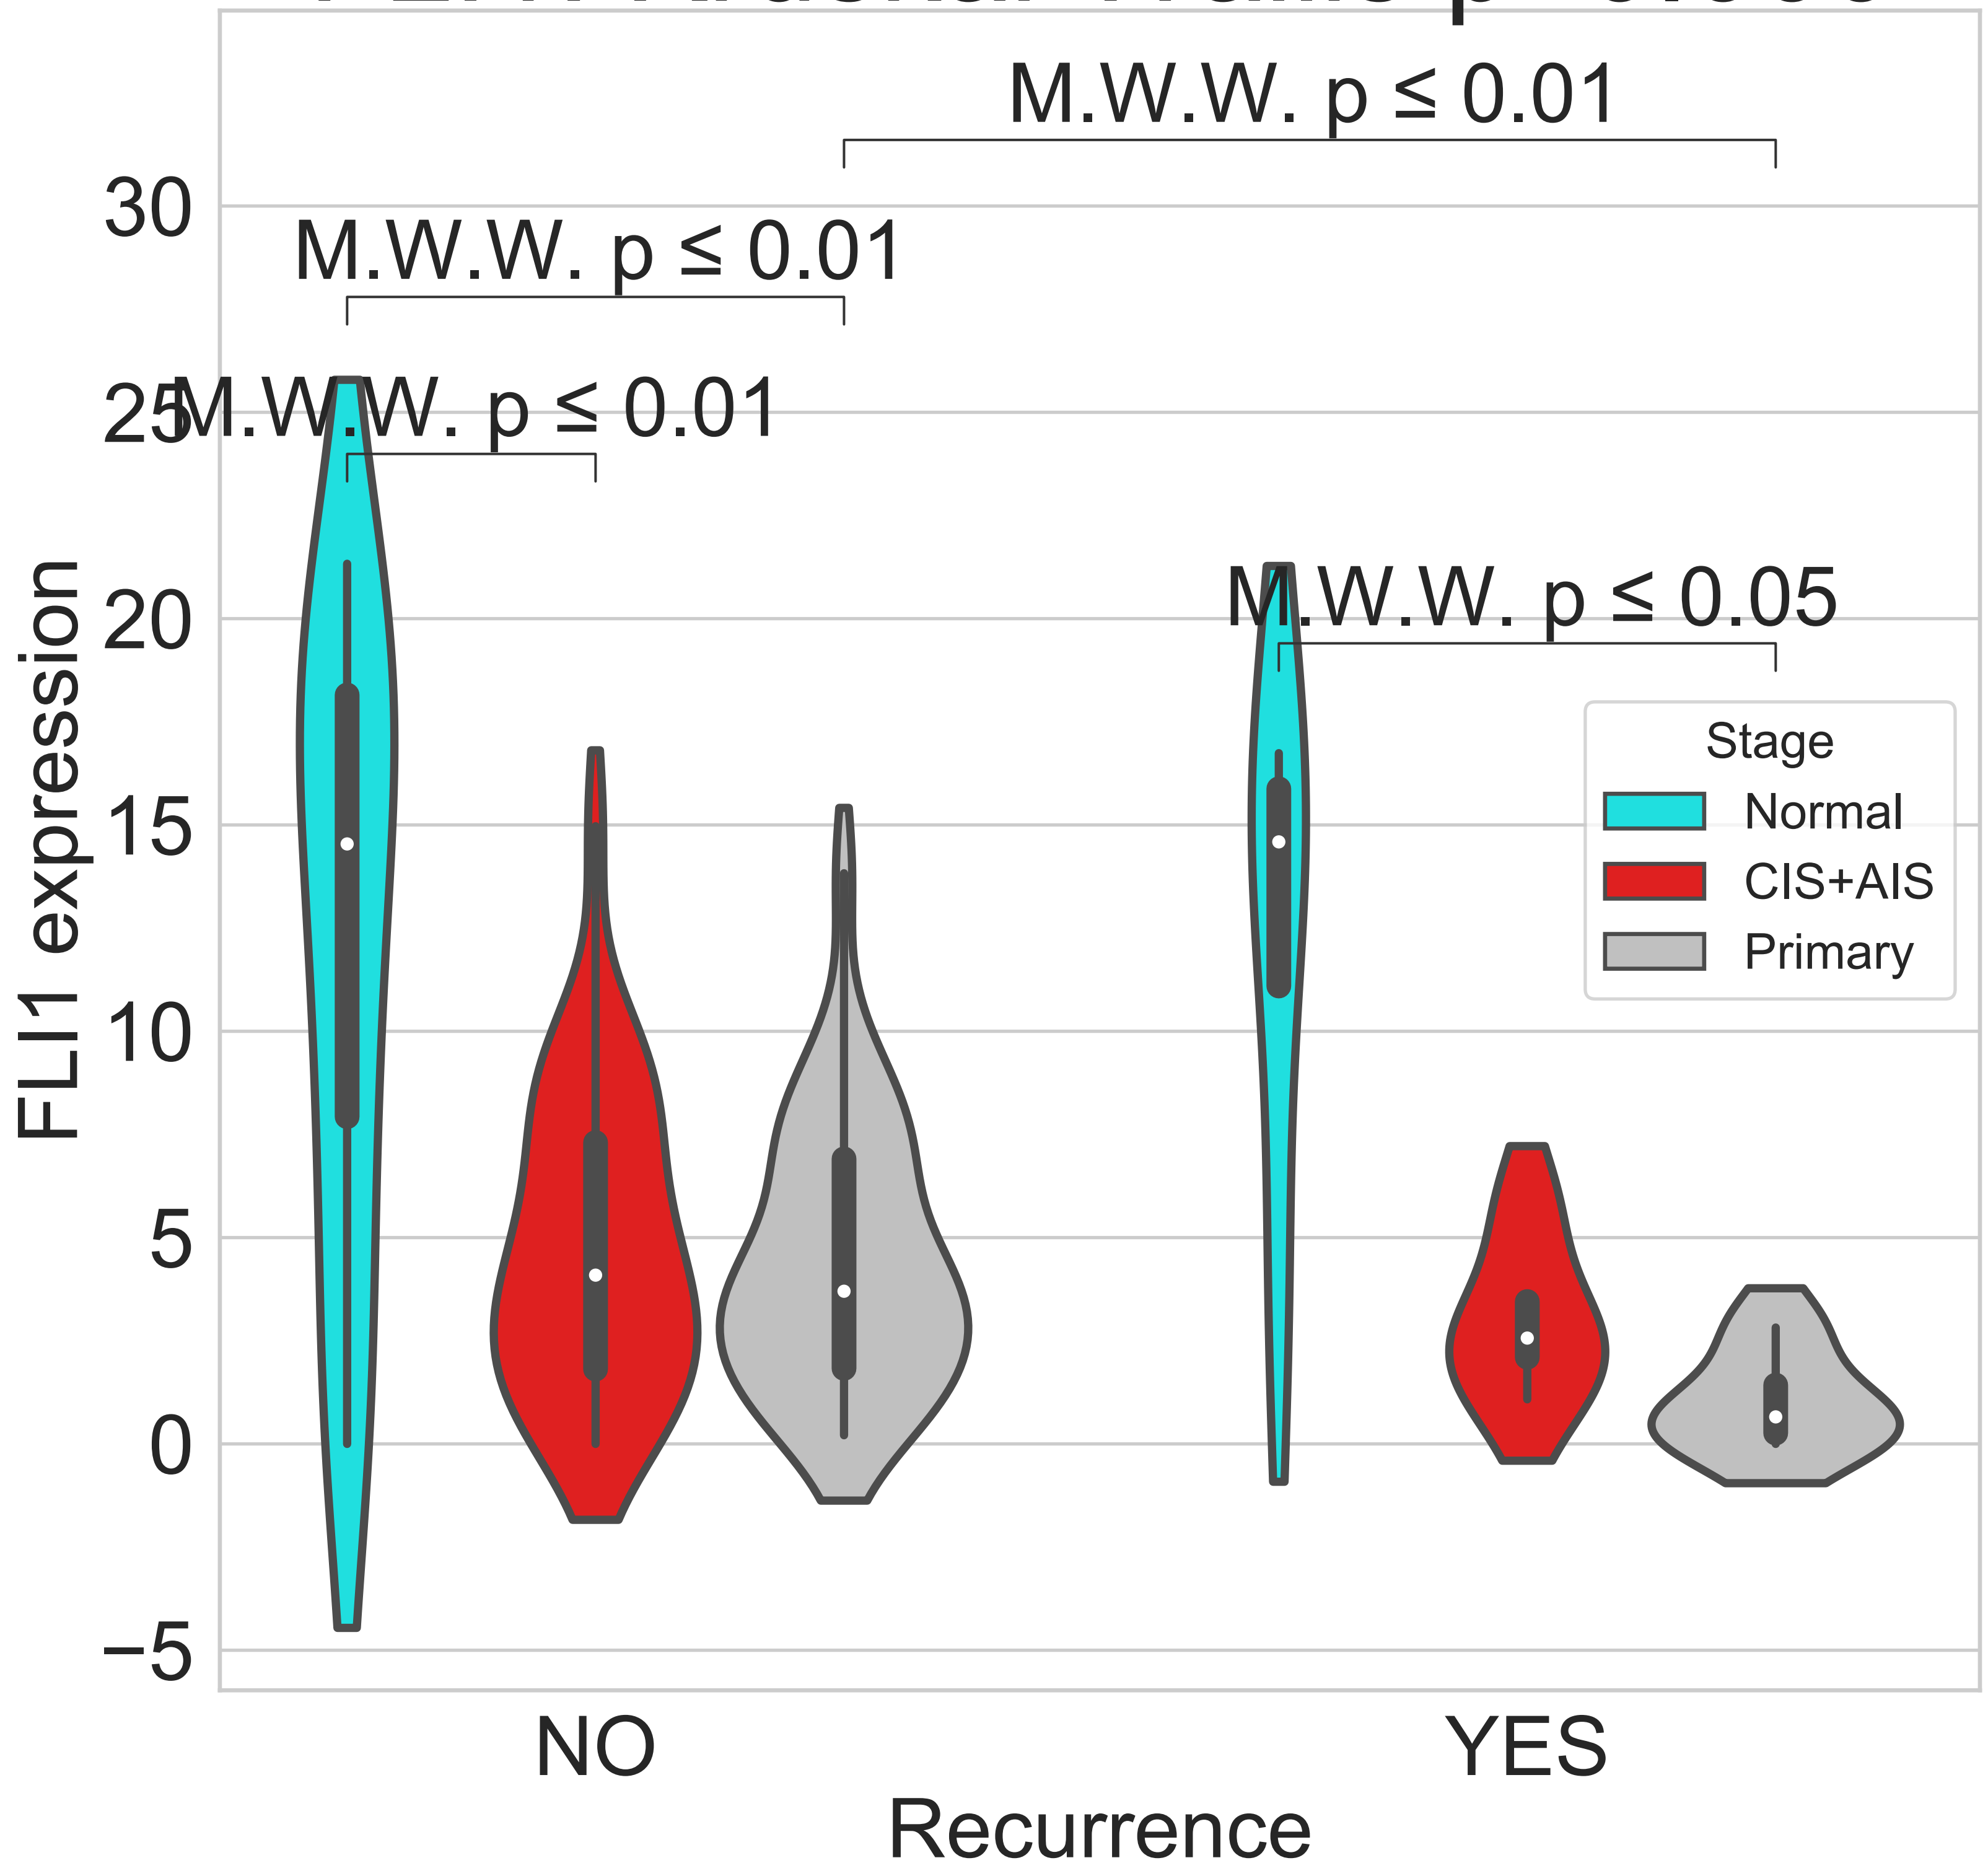 M.W.W. p ≤ 0.01
30
M.W.W. p ≤ 0.01
25
M.W.W. p ≤ 0.01
20
M.W.W. p ≤ 0.05
Stage
Normal
CIS+AIS
Primary
15
10
5
0
−5
FLI1 expression
NO
YES
Recurrence